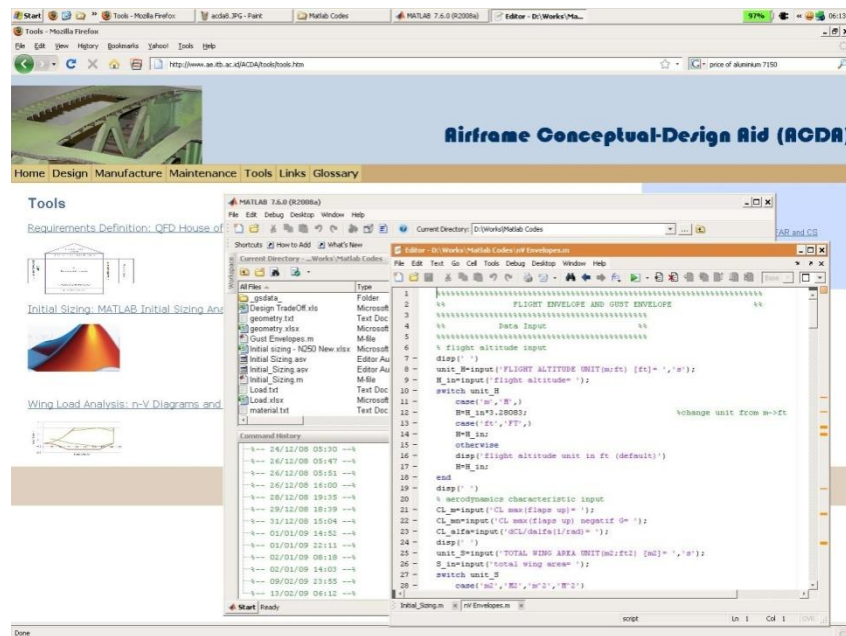 Start
Tools - Mozilla Firefox
acda8.JPG - Paint
Matlab Codes
MATLAB 7.6.0 (R2008a)
Editor - D:\Works\Ma...
97%
06:13
Tools - Mozilla Firefox
File Edit View History Bookmarks Yahoo! Tools Help
http://www.ae.itb.ac.id/ACDA/tools/tools.htm
price of aluminium 7150
Airframe Conceptual-Design Aid (ACDA)
Home Design Manufacture Maintenance Tools Links Glossary
Tools
Requirements Definition: QFD House of
Initial Sizing: MATLAB Initial Sizing Ana
Wing Load Analysis: n-V Diagrams and
FAR and CS
MATLAB 7.6.0 (R2008a)
File Edit Debug Desktop Window Help
Current Directory: D:\Works\Matlab Codes
Shortcuts How to Add What's New
Current Directory - ...Works\Matlab Codes
Workspace
All Files Type
_gsdata_ Folder
Design TradeOff.xls Microsoft
geometry.txt Text Doc
geometry.xlsx Microsoft
Gust Envelopes.m M-file
Initial sizing - N250 New.xlsx Microsoft
Initial Sizing.asv Editor Au
Initial_Sizing.asv Editor Au
Initial_Sizing.m M-file
Load.txt Text Doc
Load.xlsx Microsoft
material.txt Text Doc
Command History
%-- 24/12/08 05:30 --%
%-- 26/12/08 05:47 --%
%-- 26/12/08 05:51 --%
%-- 26/12/08 16:00 --%
%-- 28/12/08 19:35 --%
%-- 29/12/08 18:39 --%
%-- 31/12/08 15:04 --%
%-- 01/01/09 14:52 --%
%-- 01/01/09 22:11 --%
%-- 02/01/09 08:18 --%
%-- 02/01/09 14:03 --%
%-- 09/02/09 23:55 --%
%-- 13/02/09 06:12 --%
Start Ready
Editor - D:\Works\Matlab Codes\nV Envelopes.m
File Edit Text Go Cell Tools Debug Desktop Window Help
1 %%%%%%%%%%%%%%%%%%%%%%%%%%%%%%%%%%%%%%%%%%%%%%%%%%%%%%%%%%%%%%%%%%%%
2 %% FLIGHT ENVELOPE AND GUST ENVELOPE %%
3 %%%%%%%%%%%%%%%%%%%%%%%%%%%%%%%%%%%%%%%%%%%%
4 %% Data Input %%
5 %%%%%%%%%%%%%%%%%%%%%%%%%%%%%%%%%%%%%%%%%%%%
6 % flight altitude input
7 - disp(' ')
8 - unit_H=input('FLIGHT ALTITUDE UNIT(m;ft) [ft]= ','s');
9 - H_in=input('flight altitude= ');
10 - switch unit_H
11 - case{'m','M',}
12 - H=H_in*3.28083; %change unit from m->ft
13 - case{'ft','FT',}
14 - H=H_in;
15 - otherwise
16 - disp('flight altitude unit in ft (default)')
17 - H=H_in;
18 - end
19 - disp(' ')
20 % aerodynamics characteristic input
21 - CL_m=input('CL max(flaps up)= ');
22 - CL_mn=input('CL max(flaps up) negatif G= ');
23 - CL_alfa=input('dCL/dalfa(1/rad)= ');
24 - disp(' ')
25 - unit_S=input('TOTAL WING AREA UNIT(m2;ft2) [m2]= ','s');
26 - S_in=input('total wing area= ');
27 - switch unit_S
28 - case{'m2','M2','m^2','M^2'}
Initial_Sizing.m nV Envelopes.m
script Ln 1 Col 1 OVR
Done